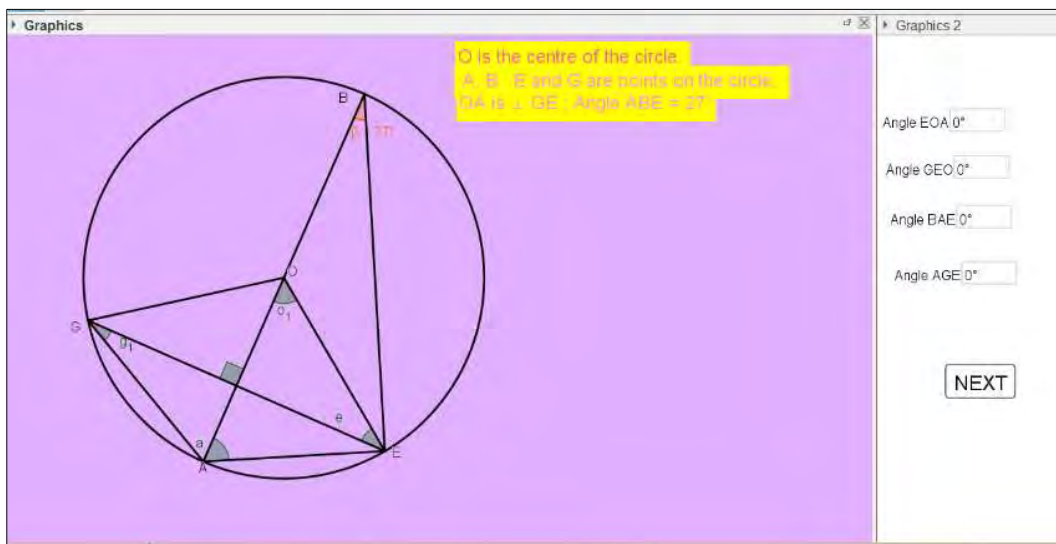 Graphics
Graphics 2
O is the centre of the circle.
A, B, E and G are points on the circle.
OA is ⊥ GE ; Angle ABE = 27
B
O
o₁
G
g₁
e
a
A
E
Angle EOA 0°
Angle GEO 0°
Angle BAE 0°
Angle AGE 0°
NEXT